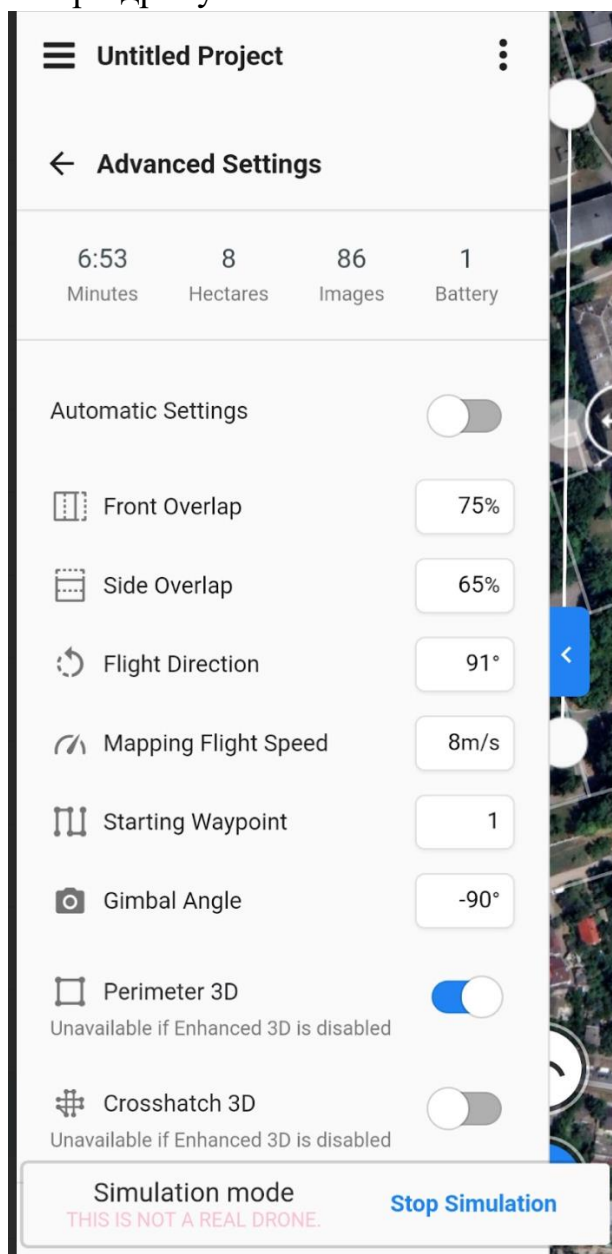 Untitled Project
Advanced Settings
6:53 8 86 1
Minutes Hectares Images Battery
Automatic Settings
Front Overlap 75%
Side Overlap 65%
Flight Direction 91°
Mapping Flight Speed 8m/s
Starting Waypoint 1
Gimbal Angle -90°
Perimeter 3D
Unavailable if Enhanced 3D is disabled
Crosshatch 3D
Unavailable if Enhanced 3D is disabled
Simulation mode
THIS IS NOT A REAL DRONE.
Stop Simulation